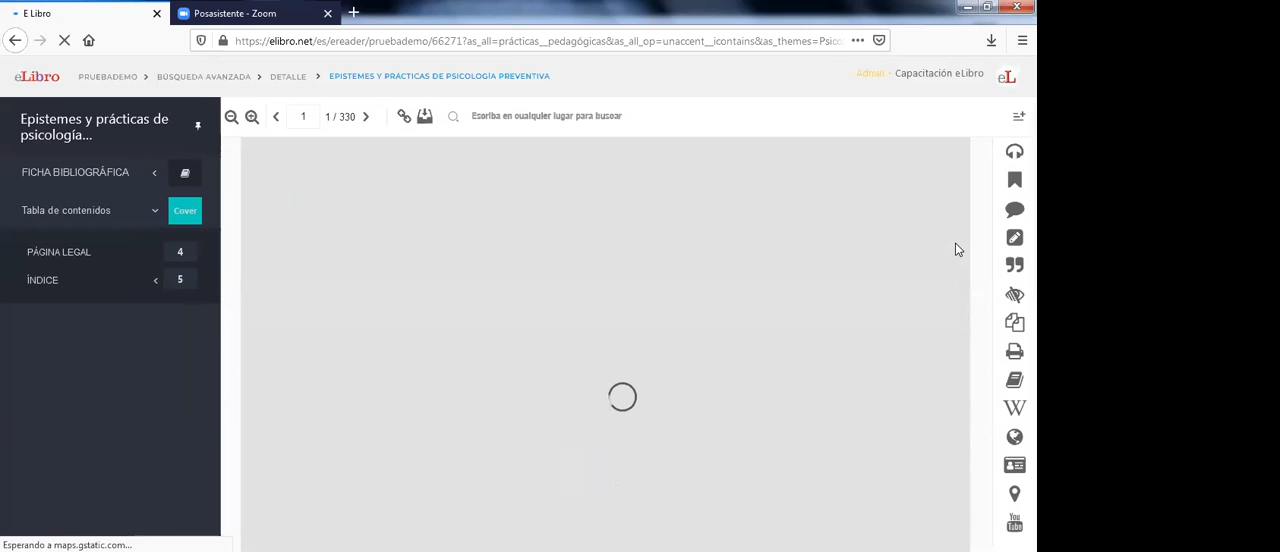 E Libro
Posasistente - Zoom
https://elibro.net/es/ereader/pruebademo/66271?as_all=prácticas__pedagógicas&as_all_op=unaccent__icontains&as_themes=Psico
eLibro PRUEBADEMO BÚSQUEDA AVANZADA DETALLE EPISTEMES Y PRÁCTICAS DE PSICOLOGÍA PREVENTIVA Admin - Capacitación eLibro eL
Epistemes y prácticas de
psicología...
1 1 / 330 Escriba en cualquier lugar para buscar
FICHA BIBLIOGRÁFICA
Tabla de contenidos Cover
PÁGINA LEGAL 4
ÍNDICE 5
W
You
Tube
Esperando a maps.gstatic.com...